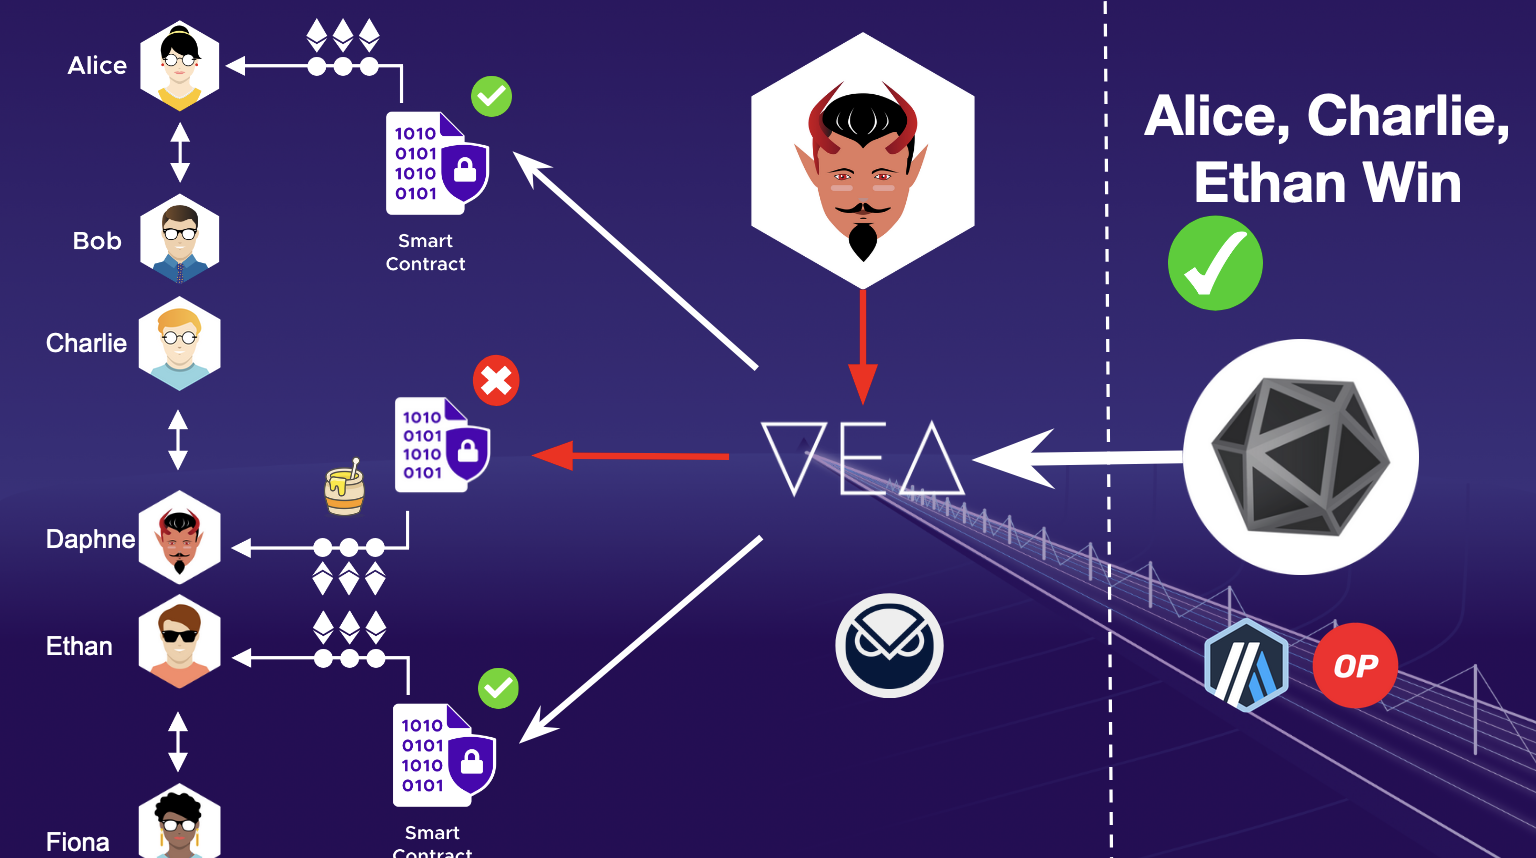 Alice
1010
0101
1010
0101
Smart
Contract
Bob
Charlie
1010
0101
1010
0101
Daphne
Ethan
1010
0101
1010
0101
Smart
Contract
Fiona
VEA
Alice, Charlie,
Ethan Win
OP